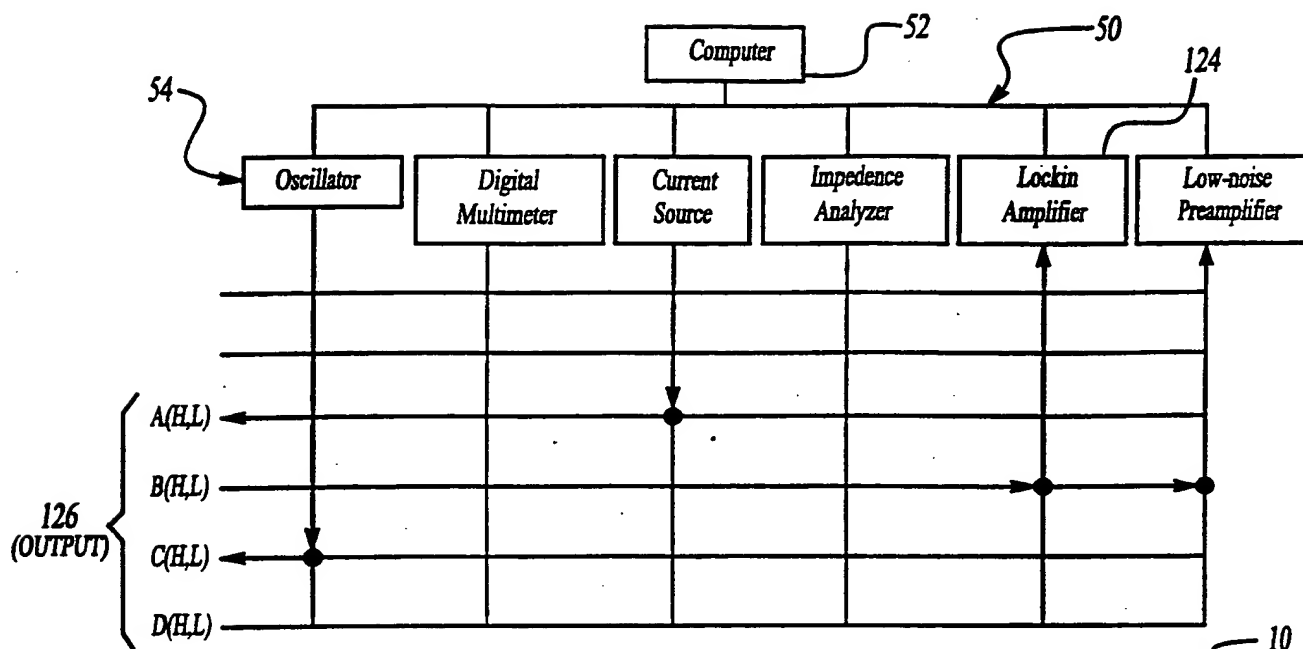 52
50
Computer
124
54
Oscillator
Digital
Multimeter
Current
Source
Impedence
Analyzer
Lockin
Amplifier
Low-noise
Preamplifier
A(H,L)
B(H,L)
126
(OUTPUT)
C(H,L)
D(H,L)
10